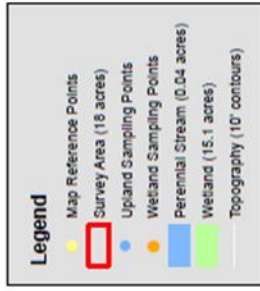 Legend
Map Reference Points
Survey Area (18 acres)
Upland Sampling Points
Wetland Sampling Points
Perennial Stream (0.04 acres)
Wetland (15.1 acres)
Topography (10' contours)